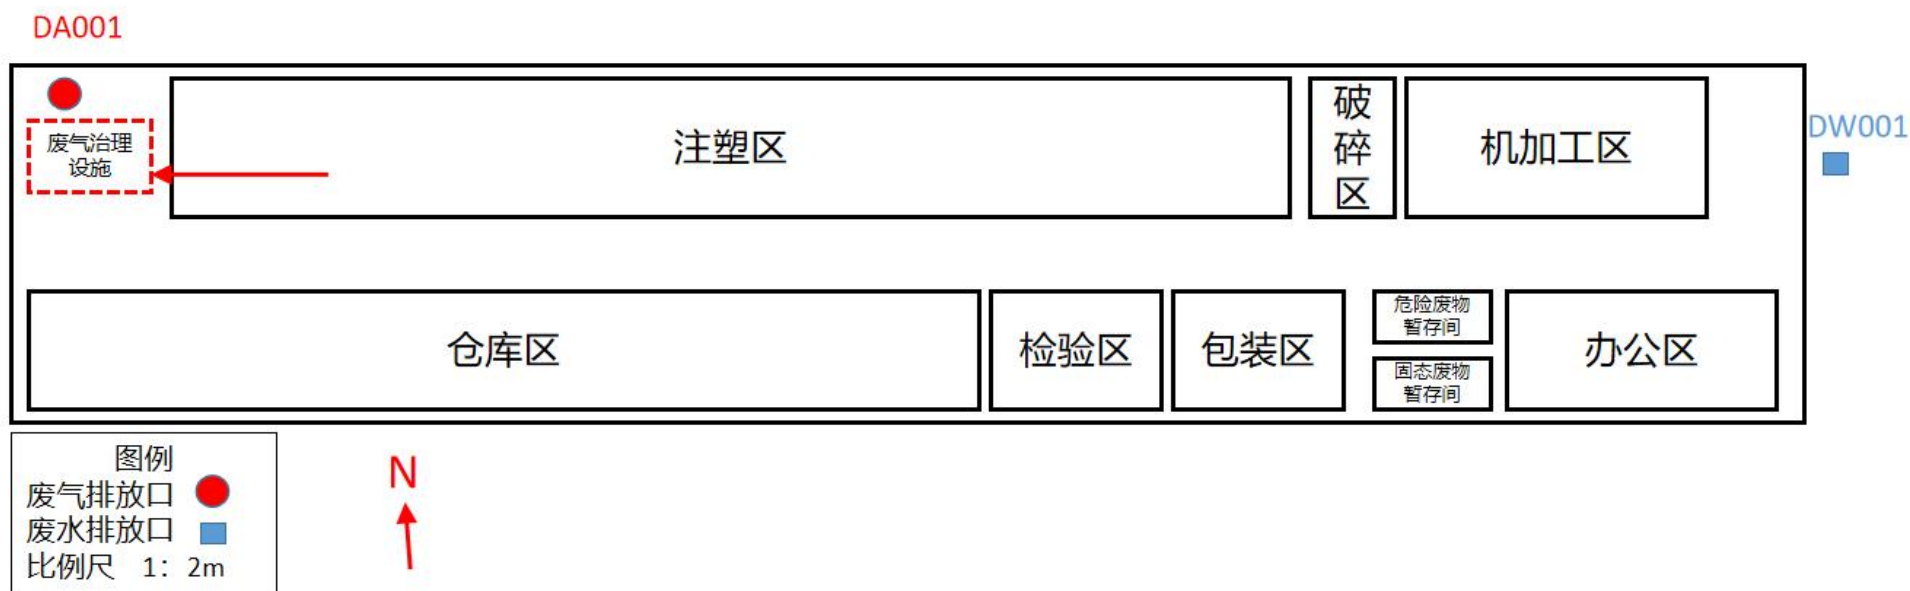 DA001
废气治理
设施
注塑区
破
碎
区
机加工区
DW001
仓库区
检验区
包装区
危险废物
暂存间
固态废物
暂存间
办公区
图例
废气排放口
废水排放口
比例尺 1：2m
N